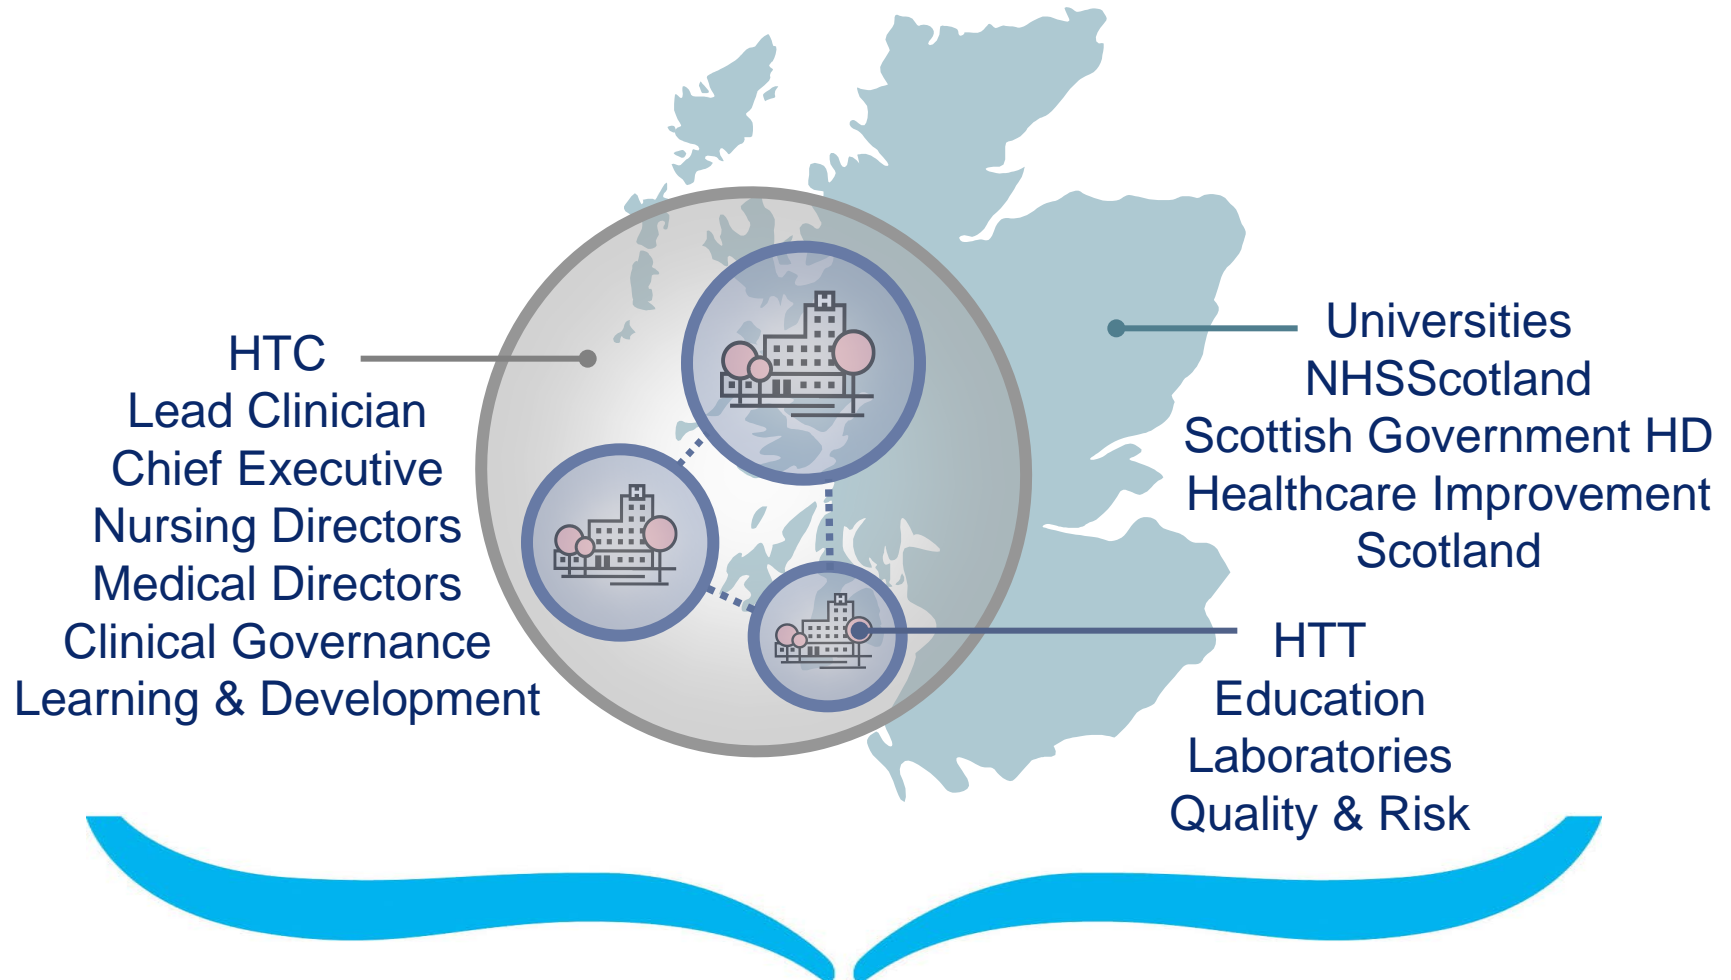 HTC
Lead Clinician
Chief Executive
Nursing Directors
Medical Directors
Clinical Governance
Learning & Development
H
H
H
Universities
NHSScotland
Scottish Government HD
Healthcare Improvement
Scotland
HTT
Education
Laboratories
Quality & Risk